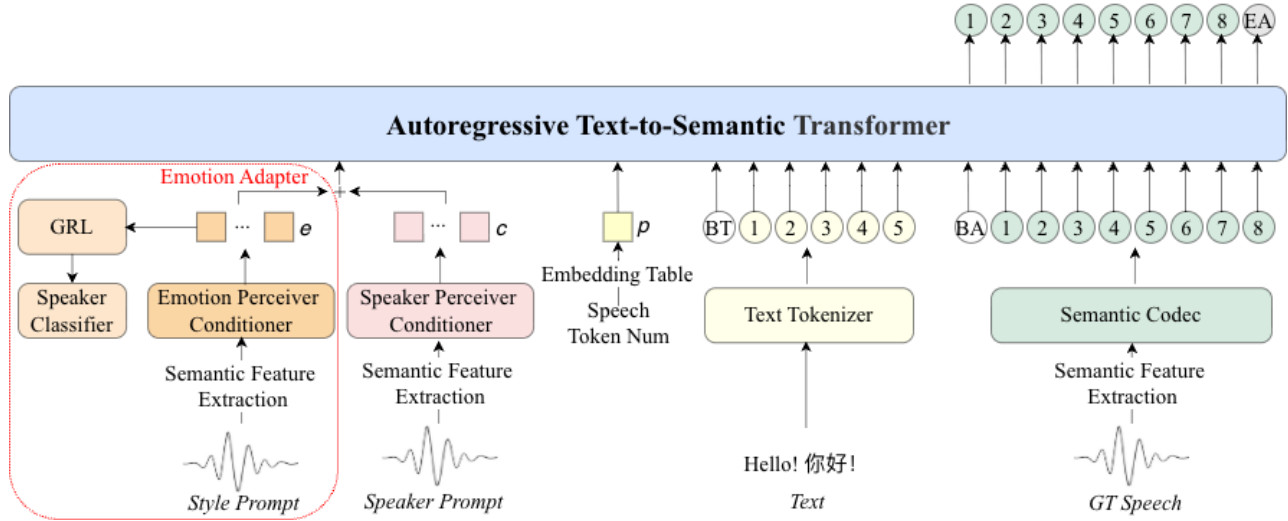 1 2 3 4 5 6 7 8 EA
Autoregressive Text-to-Semantic Transformer
Emotion Adapter
+
GRL
... e
... c
p
BT 1 2 3 4 5
BA 1 2 3 4 5 6 7 8
Speaker
Classifier
Emotion Perceiver
Conditioner
Speaker Perceiver
Conditioner
Embedding Table
Speech
Token Num
Text Tokenizer
Semantic Codec
Semantic Feature
Extraction
Semantic Feature
Extraction
Semantic Feature
Extraction
Hello! 你好!
Style Prompt
Speaker Prompt
Text
GT Speech